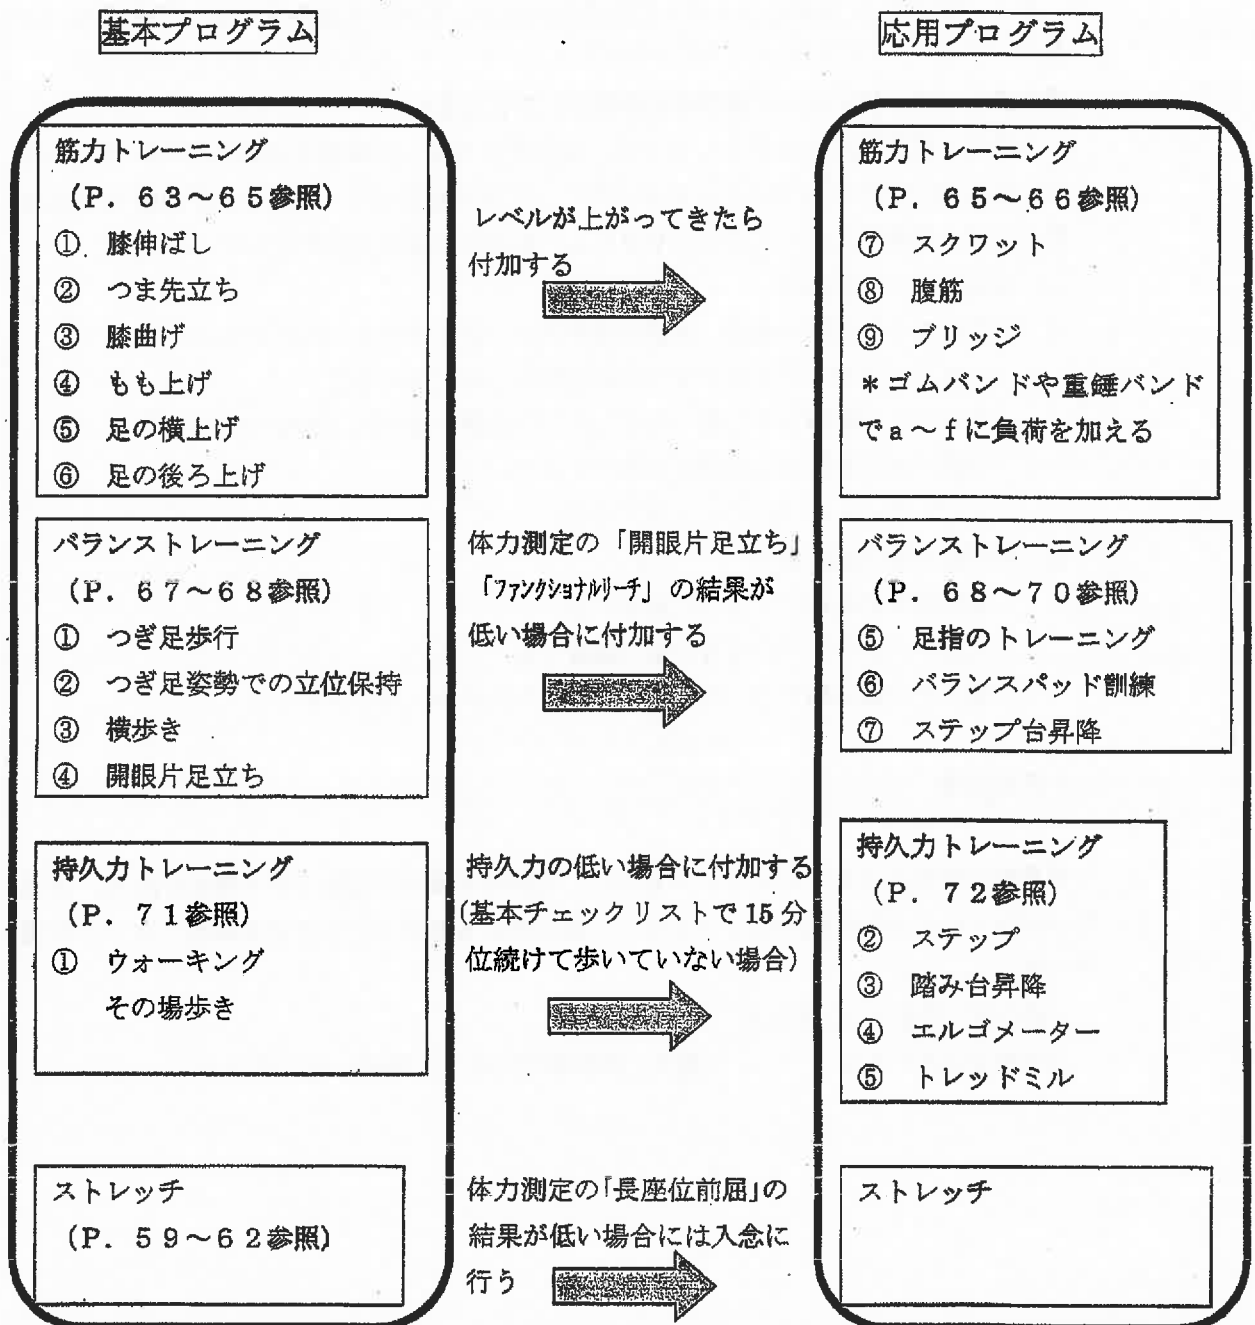 基本プログラム
筋力トレーニング
(P. 63～65参照)
① 膝伸ばし
② つま先立ち
③ 膝曲げ
④ もも上げ
⑤ 足の横上げ
⑥ 足の後ろ上げ
バランストレーニング
(P. 67～68参照)
① つぎ足歩行
② つぎ足姿勢での立位保持
③ 横歩き
④ 開眼片足立ち
持久力トレーニング
(P. 71参照)
① ウォーキング
その場歩き
ストレッチ
(P. 59～62参照)
レベルが上がってきたら
付加する
体力測定の「開眼片足立ち」
「ファンクショナルリーチ」の結果が
低い場合に付加する
持久力の低い場合に付加する
(基本チェックリストで15分
位続けて歩いていない場合)
体力測定の「長座位前屈」の
結果が低い場合には入念に
行う
応用プログラム
筋力トレーニング
(P. 65～66参照)
⑦ スクワット
⑧ 腹筋
⑨ ブリッジ
＊ゴムバンドや重錘バンド
でa～fに負荷を加える
バランストレーニング
(P. 68～70参照)
⑤ 足指のトレーニング
⑥ バランスパッド訓練
⑦ ステップ台昇降
持久力トレーニング
(P. 72参照)
② ステップ
③ 踏み台昇降
④ エルゴメーター
⑤ トレッドミル
ストレッチ